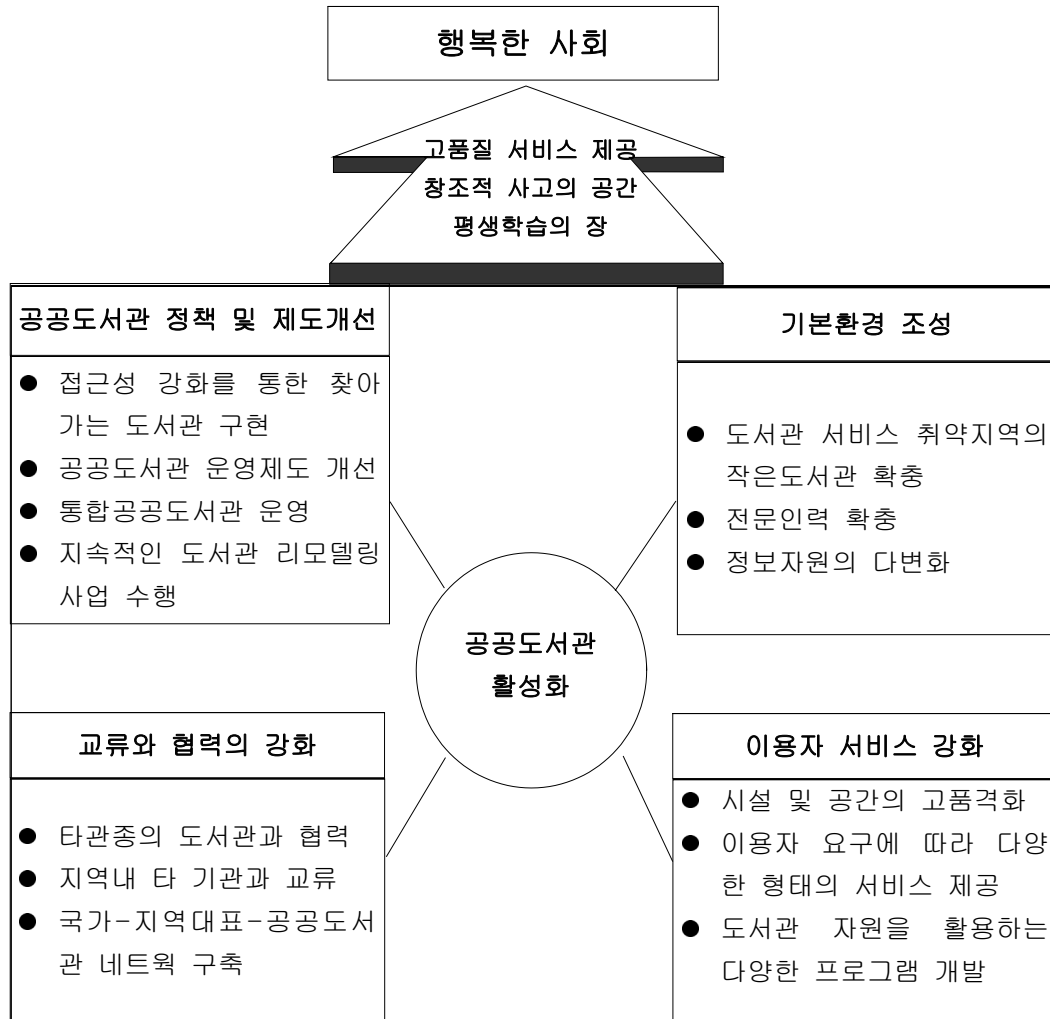 행복한 사회
고품질 서비스 제공
창조적 사고의 공간
평생학습의 장
공공도서관 정책 및 제도개선
● 접근성 강화를 통한 찾아
가는 도서관 구현
● 공공도서관 운영제도 개선
● 통합공공도서관 운영
● 지속적인 도서관 리모델링
사업 수행
기본환경 조성
● 도서관 서비스 취약지역의
작은도서관 확충
● 전문인력 확충
● 정보자원의 다변화
공공도서관
활성화
교류와 협력의 강화
● 타관종의 도서관과 협력
● 지역내 타 기관과 교류
● 국가-지역대표-공공도서
관 네트웍 구축
이용자 서비스 강화
● 시설 및 공간의 고품격화
● 이용자 요구에 따라 다양
한 형태의 서비스 제공
● 도서관 자원을 활용하는
다양한 프로그램 개발